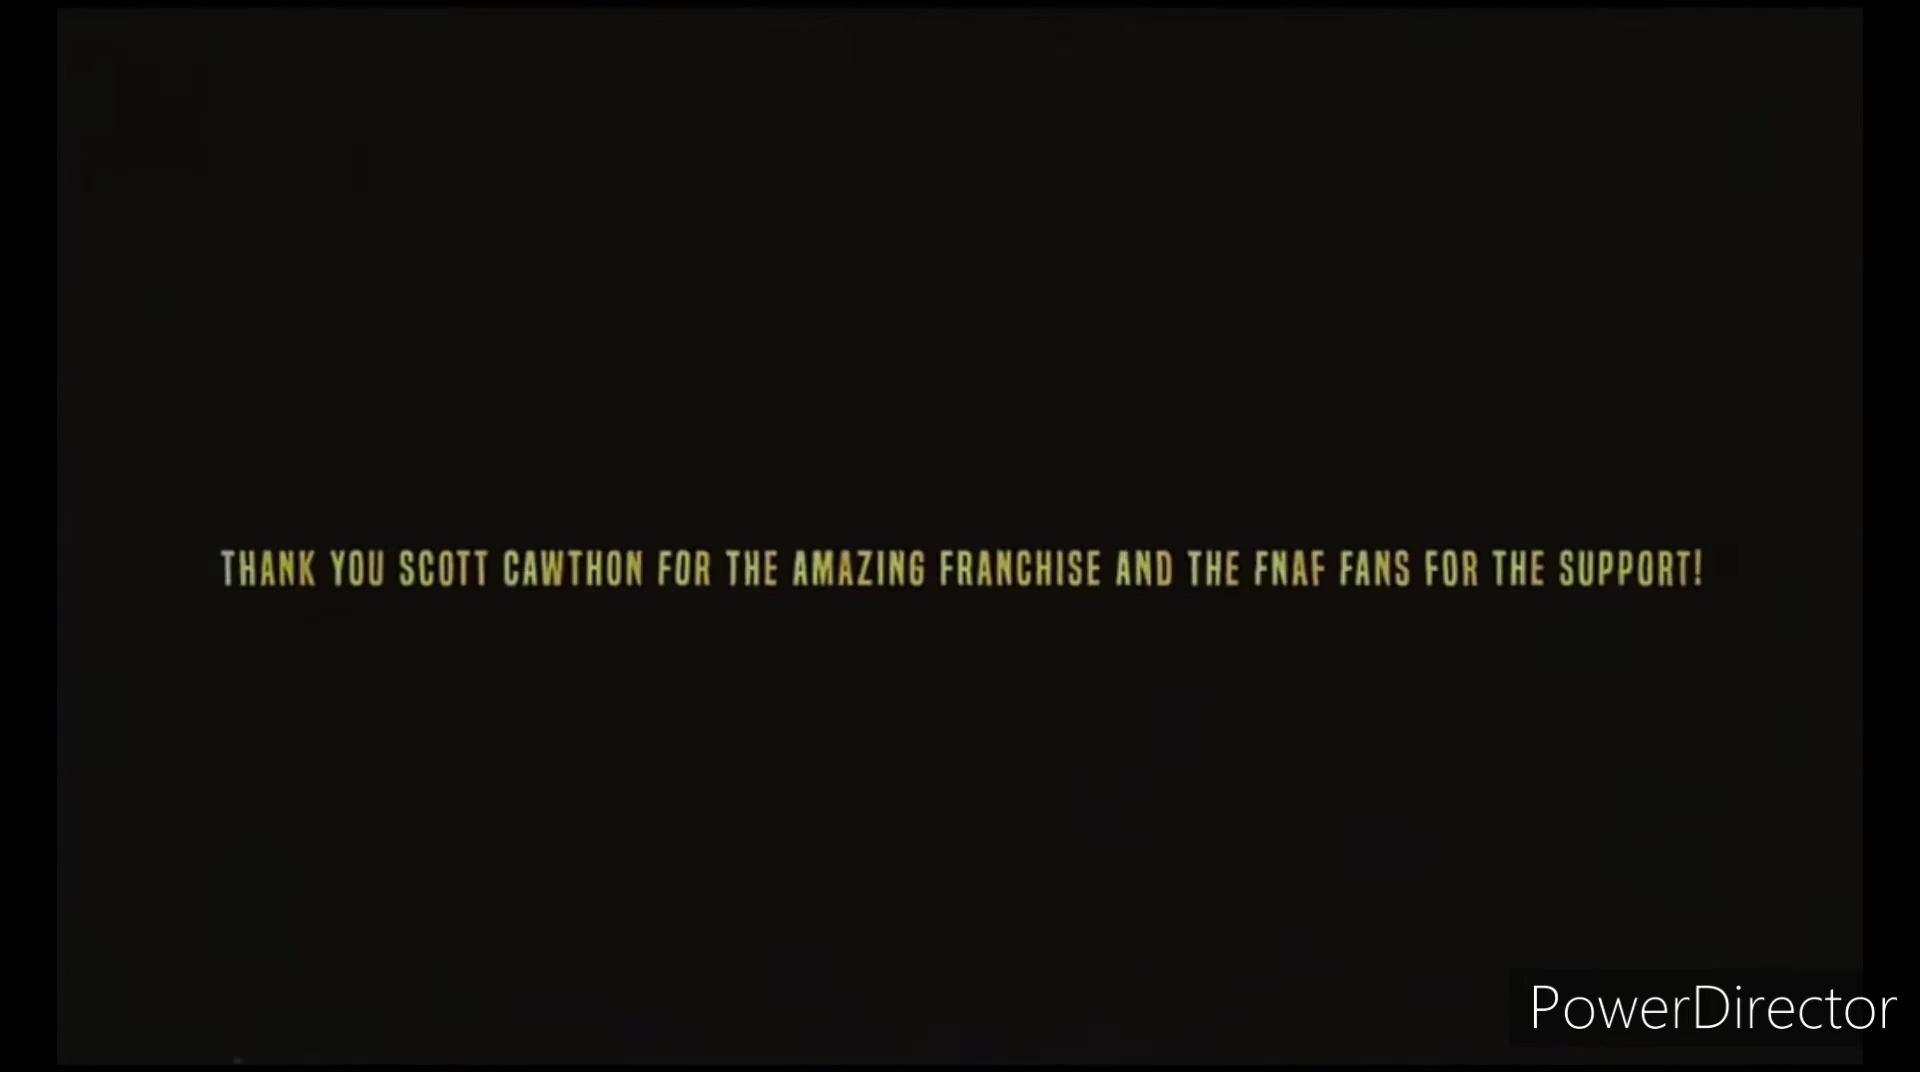 THANK YOU SCOTT CAWTHON FOR THE AMAZING FRANCHISE AND THE FNAF FANS FOR THE SUPPORT!
PowerDirector